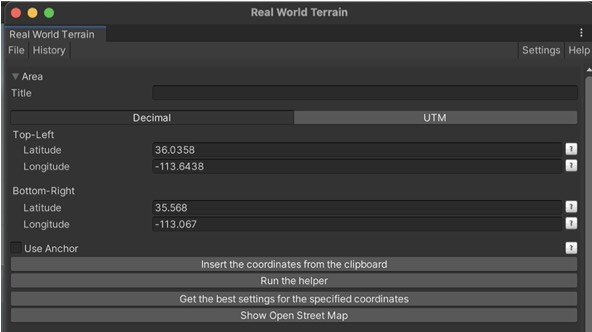 Real World Terrain
Real World Terrain
File History Settings Help
Area
Title
Decimal UTM
Top-Left
Latitude 36.0358 ?
Longitude -113.6438 ?
Bottom-Right
Latitude 35.568 ?
Longitude -113.067 ?
Use Anchor ?
Insert the coordinates from the clipboard
Run the helper
Get the best settings for the specified coordinates
Show Open Street Map